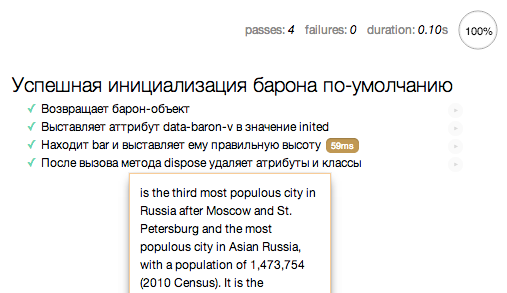 passes: 4 failures: 0 duration: 0.10s 100%
Успешная инициализация барона по-умолчанию
✓ Возвращает барон-объект
✓ Выставляет аттрибут data-baron-v в значение inited
✓ Находит bar и выставляет ему правильную высоту 59ms
✓ После вызова метода dispose удаляет атрибуты и классы
is the third most populous city in
Russia after Moscow and St.
Petersburg and the most
populous city in Asian Russia,
with a population of 1,473,754
(2010 Census). It is the